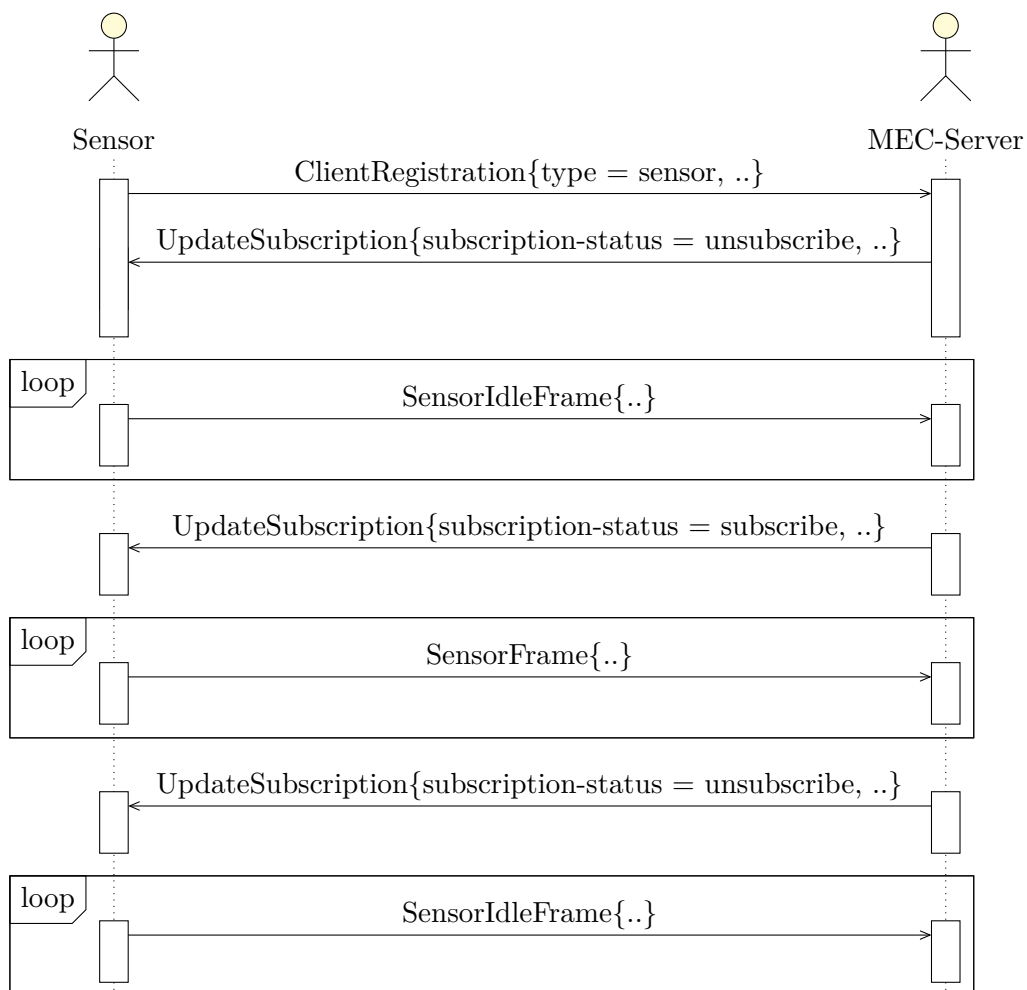 Sensor
MEC-Server
ClientRegistration{type = sensor, ..}
UpdateSubscription{subscription-status = unsubscribe, ..}
loop
SensorIdleFrame{..}
UpdateSubscription{subscription-status = subscribe, ..}
loop
SensorFrame{..}
UpdateSubscription{subscription-status = unsubscribe, ..}
loop
SensorIdleFrame{..}